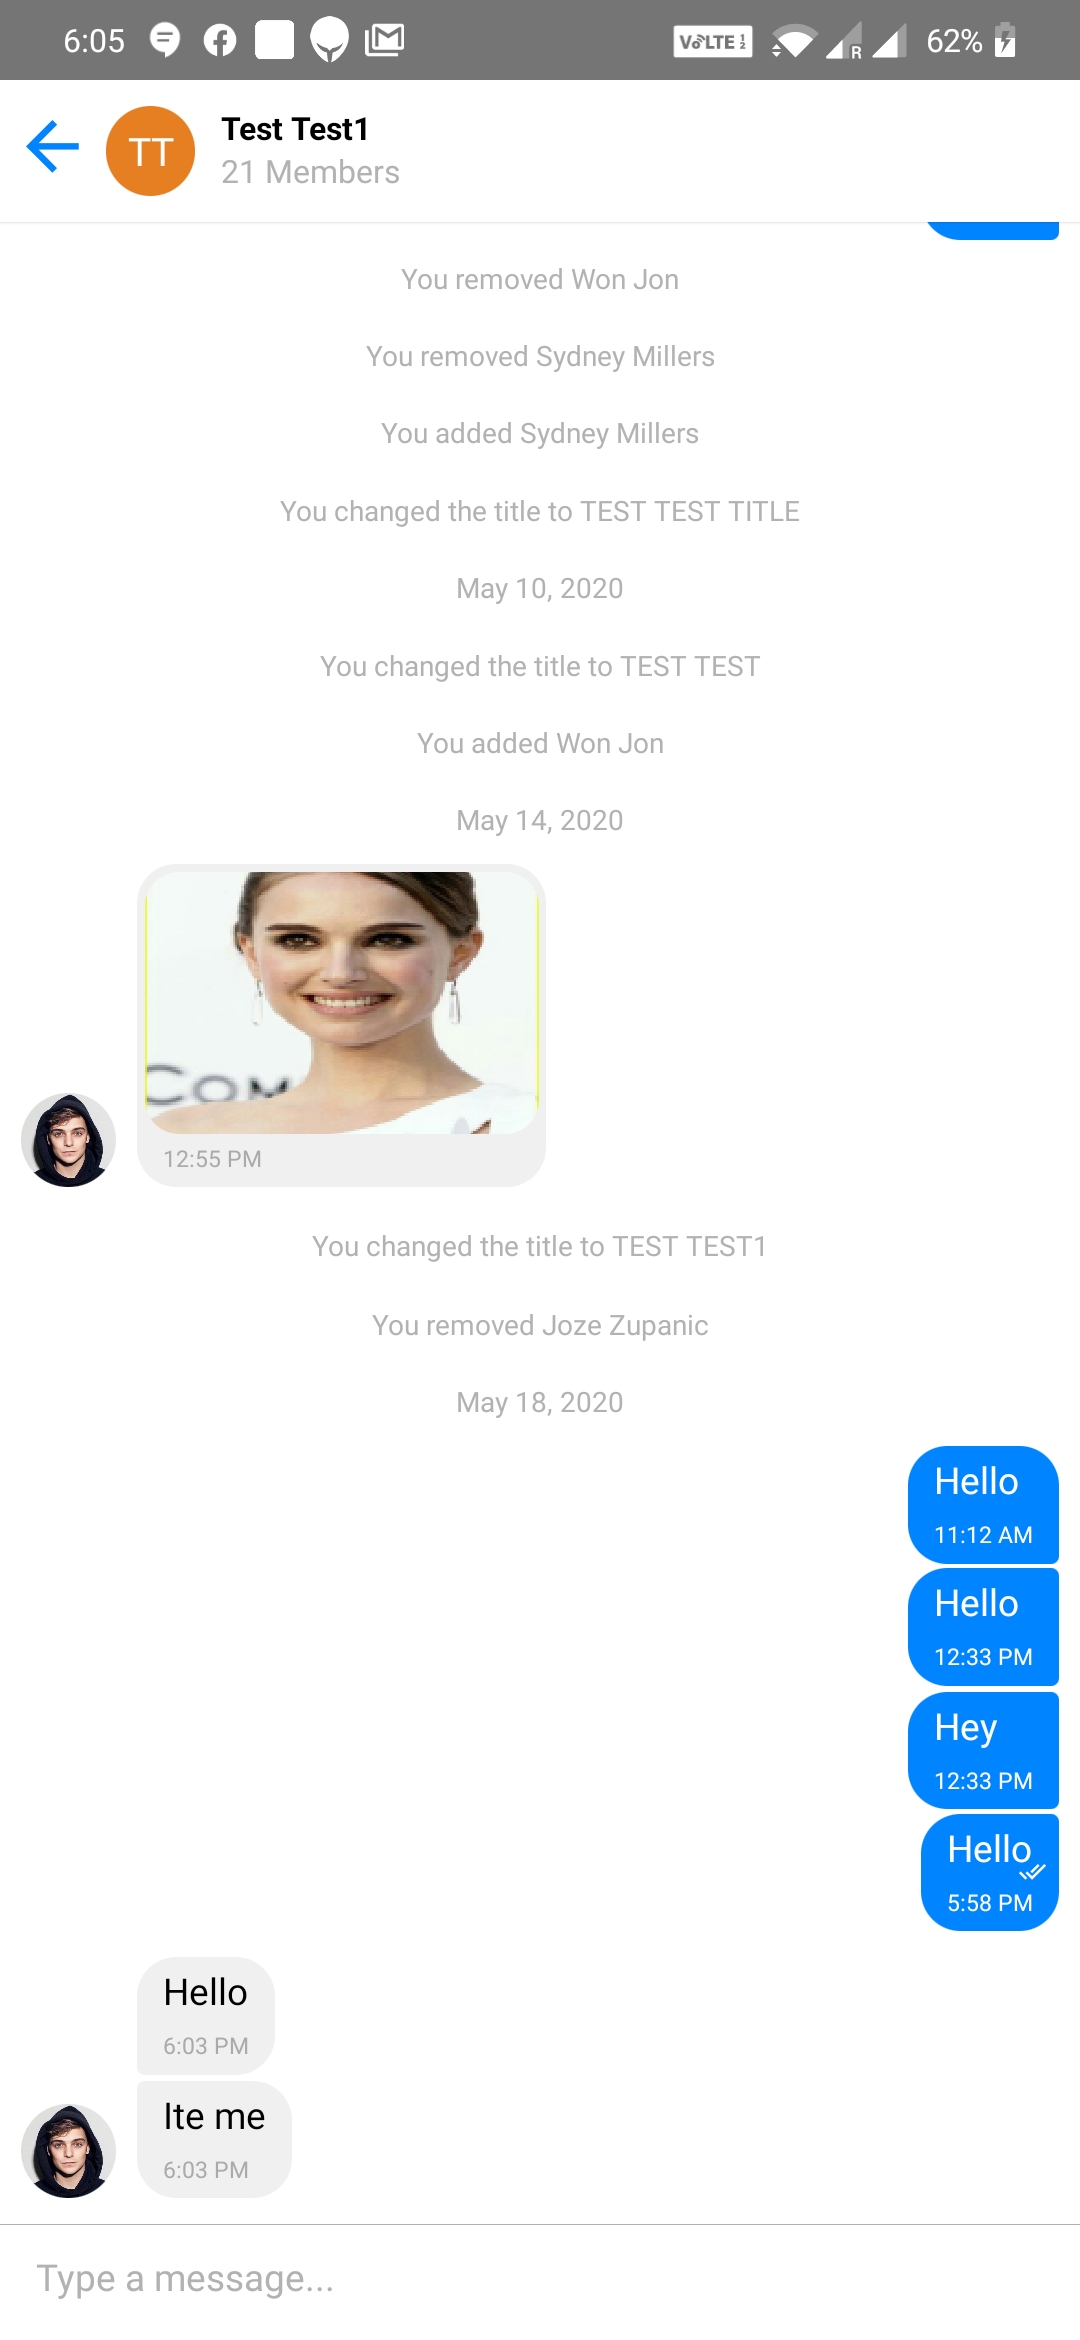 6:05 VoLTE 1 2 R 62%
TT
Test Test1
21 Members
You removed Won Jon
You removed Sydney Millers
You added Sydney Millers
You changed the title to TEST TEST TITLE
May 10, 2020
You changed the title to TEST TEST
You added Won Jon
May 14, 2020
COM
12:55 PM
You changed the title to TEST TEST1
You removed Joze Zupanic
May 18, 2020
Hello
11:12 AM
Hello
12:33 PM
Hey
12:33 PM
Hello
5:58 PM
Hello
6:03 PM
Ite me
6:03 PM
Type a message...